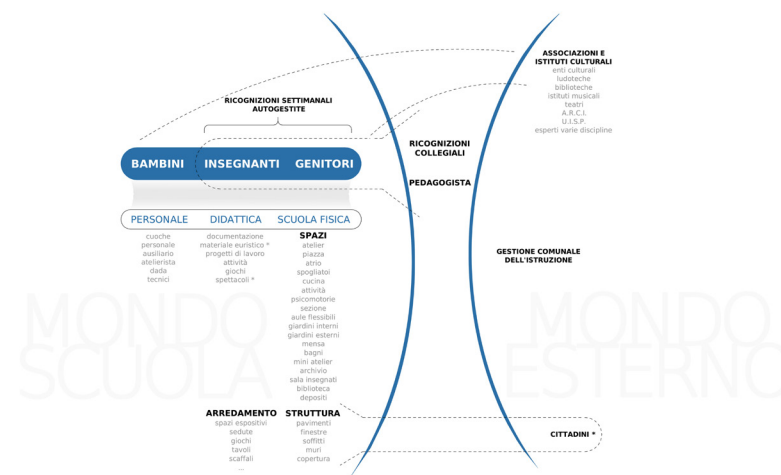 ASSOCIAZIONI E
ISTITUTI CULTURALI
enti culturali
ludoteche
biblioteche
istituti musicali
teatri
A.R.C.I.
U.I.S.P.
esperti varie discipline
RICOGNIZIONI SETTIMANALI
AUTOGESTITE
RICOGNIZIONI
COLLEGIALI
PEDAGOGISTA
BAMBINI INSEGNANTI GENITORI
PERSONALE DIDATTICA SCUOLA FISICA
cuoche
personale
ausiliario
atelierista
dada
tecnici
documentazione
materiale euristico *
progetti di lavoro
attività
giochi
spettacoli *
SPAZI
atelier
piazza
atrio
spogliatoi
cucina
attività
psicomotorie
sezione
aule flessibili
giardini interni
giardini esterni
mensa
bagni
mini atelier
archivio
sala insegnati
biblioteca
depositi
GESTIONE COMUNALE
DELL'ISTRUZIONE
MONDO
SCUOLA
MONDO
ESTERNO
ARREDAMENTO
spazi espositivi
sedute
giochi
tavoli
scaffali
...
STRUTTURA
pavimenti
finestre
soffitti
muri
copertura
CITTADINI *